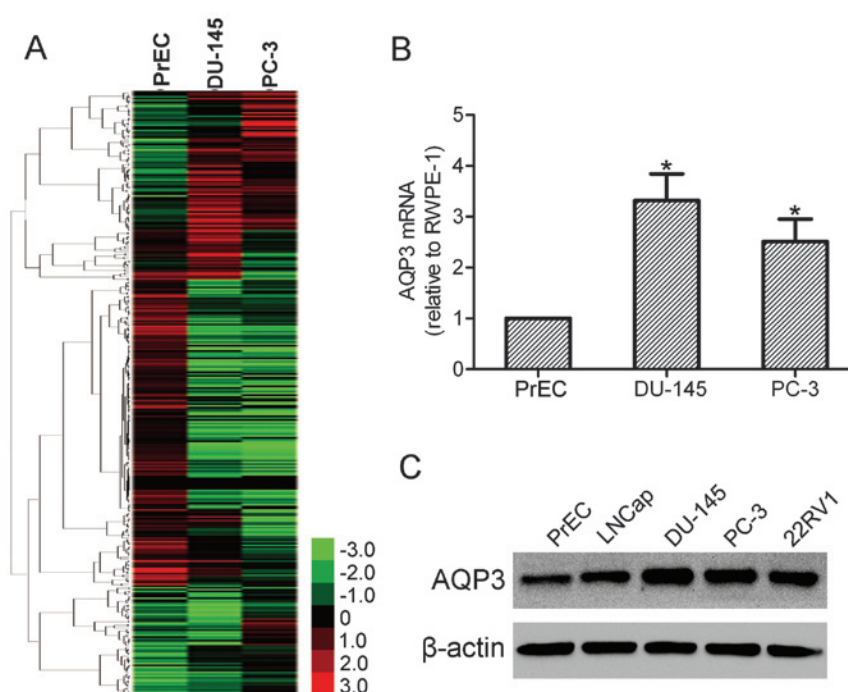 A
PrEC
DU-145
PC-3
-3.0
-2.0
-1.0
0
1.0
2.0
3.0
B
AQP3 mRNA
(relative to RWPE-1)
5
4
3
2
1
0
*
*
PrEC
DU-145
PC-3
C
PrEC
LNCap
DU-145
PC-3
22RV1
AQP3
β-actin